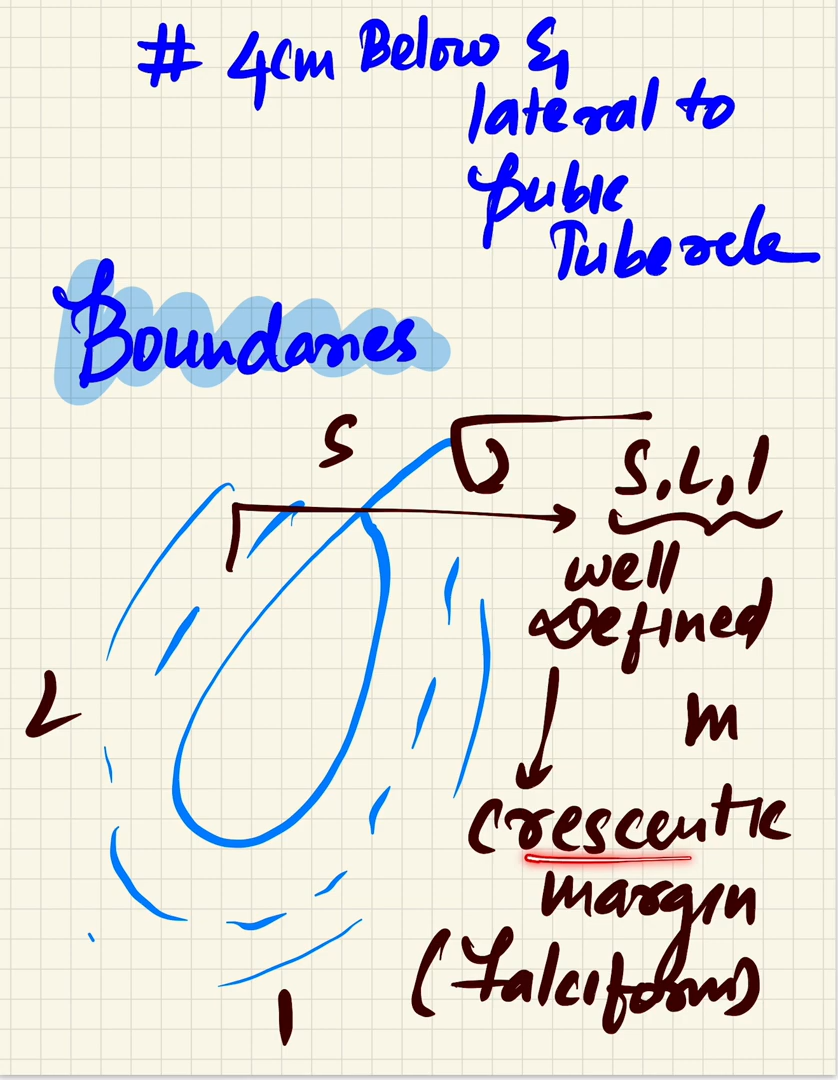 # 4cm Below &
lateral to
pubic
Tubercle
Boundaries
S
S, L, I
well
Defined
L
M
Crescentic
margin
(falciform)
I